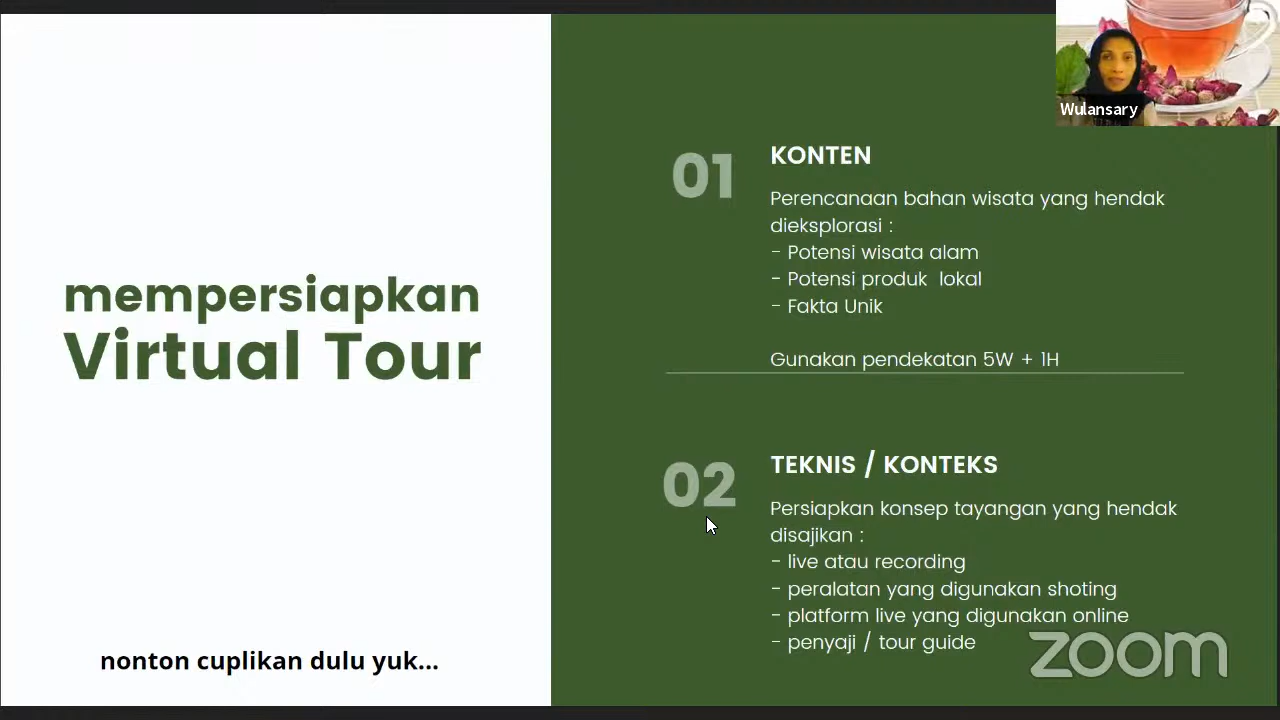 mempersiapkan
Virtual Tour
nonton cuplikan dulu yuk...
01
KONTEN
Perencanaan bahan wisata yang hendak
dieksplorasi :
- Potensi wisata alam
- Potensi produk lokal
- Fakta Unik
Gunakan pendekatan 5W + 1H
02
TEKNIS / KONTEKS
Persiapkan konsep tayangan yang hendak
disajikan :
- live atau recording
- peralatan yang digunakan shoting
- platform live yang digunakan online
- penyaji / tour guide
Wulansary
zoom